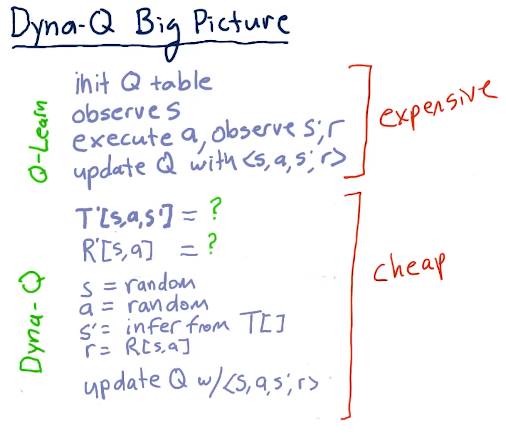 Dyna-Q Big Picture
Q-Learn
init Q table
observe s
execute a, observe s', r
update Q with <s, a, s', r>
expensive
Dyna-Q
T'[s,a,s'] = ?
R'[s,a] = ?
s = random
a = random
s' = infer from T[]
r = R[s,a]
update Q w/ <s, a, s', r>
cheap